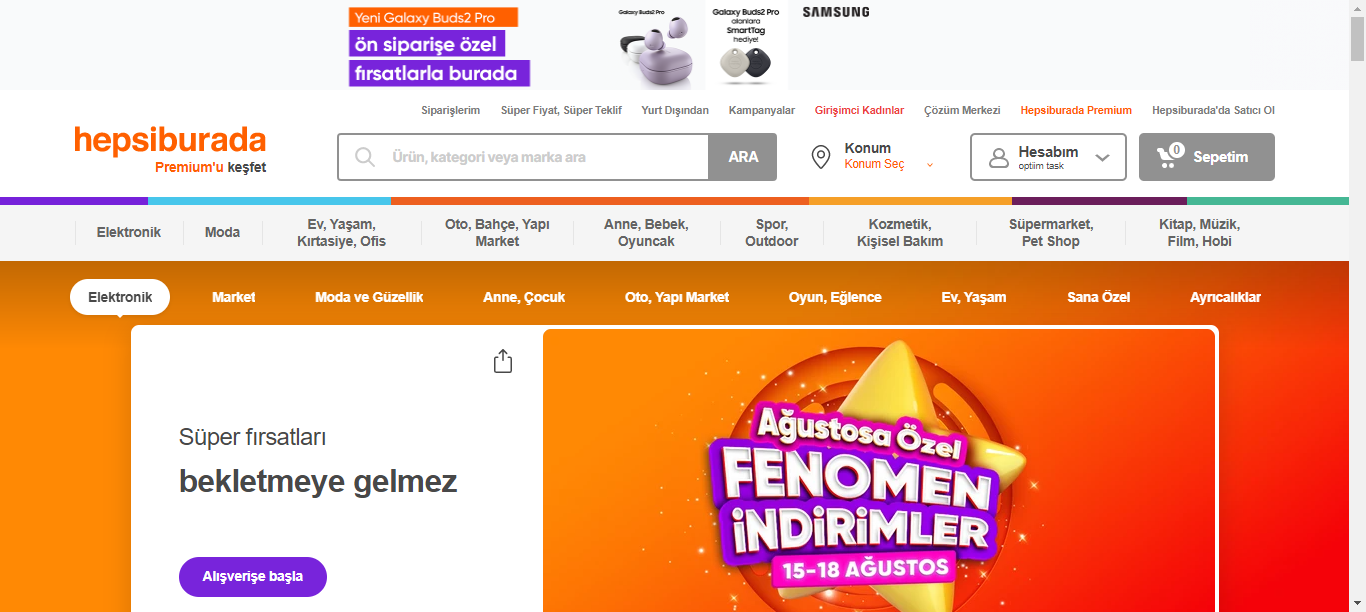 Yeni Galaxy Buds2 Pro
ön siparişe özel
fırsatlarla burada
Galaxy Buds2 Pro
Galaxy Buds2 Pro
alanlara
SmartTag
hediye!
SAMSUNG
Siparişlerim Süper Fiyat, Süper Teklif Yurt Dışından Kampanyalar Girişimci Kadınlar Çözüm Merkezi Hepsiburada Premium Hepsiburada'da Satıcı Ol
hepsiburada
Premium'u keşfet
Ürün, kategori veya marka ara
ARA
Konum
Konum Seç
Hesabım
optiim task
0
Sepetim
Elektronik
Moda
Ev, Yaşam,
Kırtasiye, Ofis
Oto, Bahçe, Yapı
Market
Anne, Bebek,
Oyuncak
Spor,
Outdoor
Kozmetik,
Kişisel Bakım
Süpermarket,
Pet Shop
Kitap, Müzik,
Film, Hobi
Elektronik Market Moda ve Güzellik Anne, Çocuk Oto, Yapı Market Oyun, Eğlence Ev, Yaşam Sana Özel Ayrıcalıklar
Süper fırsatları
bekletmeye gelmez
Alışverişe başla
Ağustosa Özel
FENOMEN
İNDİRİMLER
15-18 AĞUSTOS